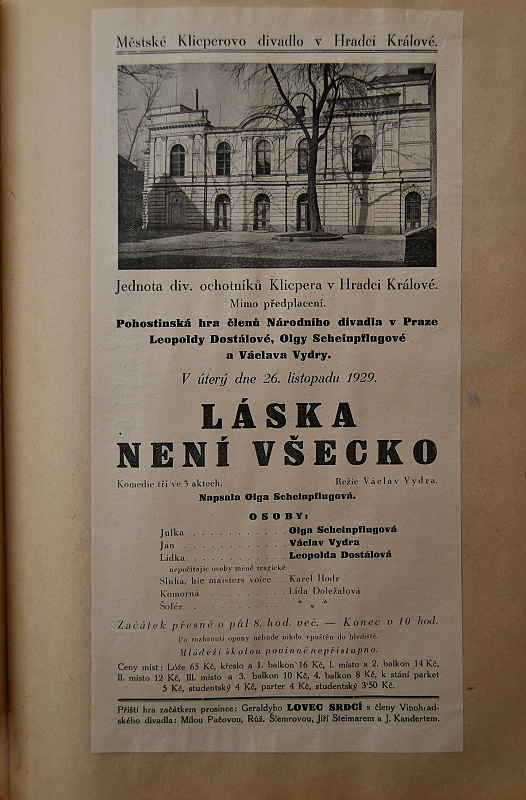 Městské Klicperovo divadlo v Hradci Králové.
Jednota div. ochotníků Klicpera v Hradci Králové.
Mimo předplacení.
Pohostinská hra členů Národního divadla v Praze
Leopoldy Dostálové, Olgy Scheinpflugové
a Václava Vydry.
V úterý dne 26. listopadu 1929.
LÁSKA
NENÍ VŠECKO
Komedie tří ve 3 aktech. Režie Václav Vydra.
Napsala Olga Scheinpflugová.
OSOBY:
Julka . . . . . . . . . . . Olga Scheinpflugová
Jan . . . . . . . . . . . . Václav Vydra
Lidka . . . . . . . . . . . Leopolda Dostálová
nepočítajíc osoby méně tragické
Sluha, hic maisters voice . . Karel Hodr
Komorná . . . . . . . . . . Lída Doležalová
Šofér . . . . . . . . . . . * * *
Začátek přesně o půl 8. hod. več. — Konec v 10 hod.
Po rozhrnutí opony nebude nikdo vpuštěn do hlediště.
Mládeži školou povinné nepřístupno.
Ceny míst: Lóže 65 Kč, křeslo a 1. balkon 16 Kč, I. místo a 2. balkon 14 Kč,
II. místo 12 Kč, III. místo a 3. balkon 10 Kč, 4. balkon 8 Kč, k stání parket
5 Kč, studentský 4 Kč, parter 4 Kč, studentský 3·50 Kč.
Příští hra začátkem prosince: Geraldyho LOVEC SRDCÍ s členy Vinohrad-
ského divadla: Mílou Pačovou, Růž. Šlemrovou, Jiří Steimarem a J. Kandertem.